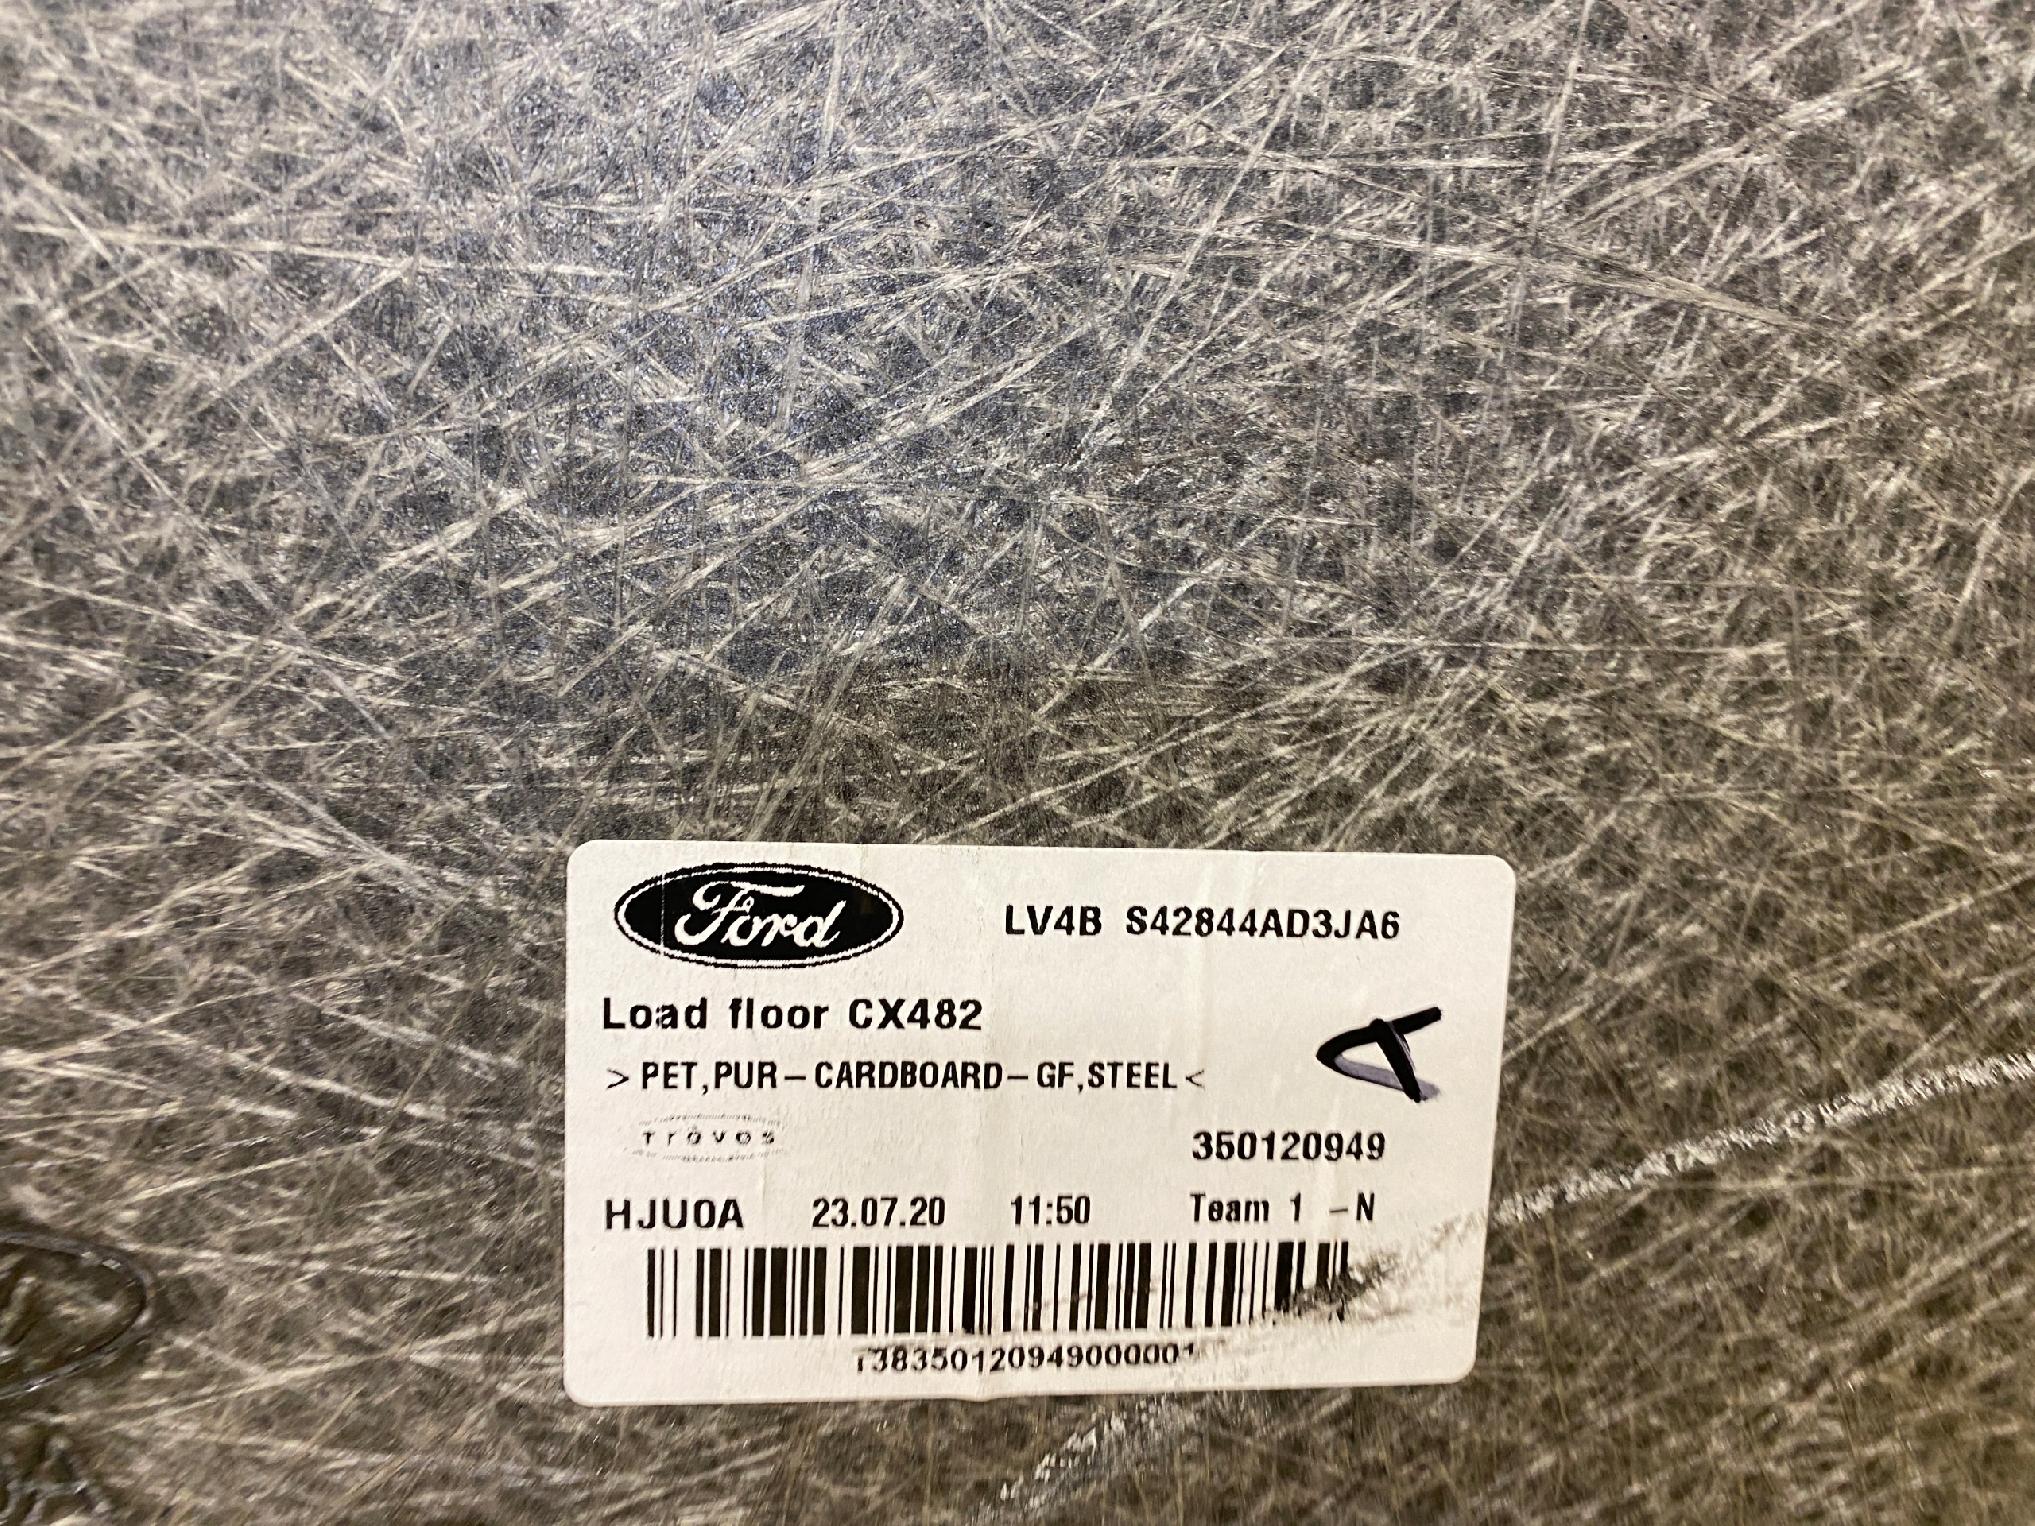 Ford
LV4B S42844AD3JA6
Load floor CX482
>PET,PUR-CARDBOARD-GF,STEEL<
Trèves
350120949
HJU0A 23.07.20 11:50 Team 1 -N